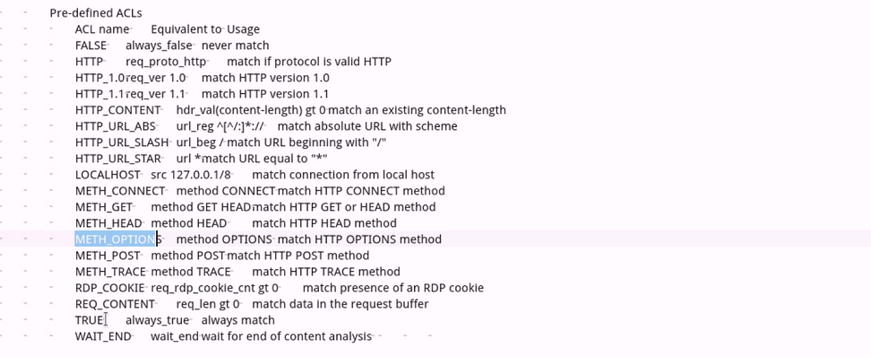 Pre-defined ACLs
ACL name Equivalent to Usage
FALSE always_false never match
HTTP req_proto_http match if protocol is valid HTTP
HTTP_1.0 req_ver 1.0 match HTTP version 1.0
HTTP_1.1 req_ver 1.1 match HTTP version 1.1
HTTP_CONTENT hdr_val(content-length) gt 0 match an existing content-length
HTTP_URL_ABS url_reg ^[^/:]*:// match absolute URL with scheme
HTTP_URL_SLASH url_beg / match URL beginning with "/"
HTTP_URL_STAR url * match URL equal to "*"
LOCALHOST src 127.0.0.1/8 match connection from local host
METH_CONNECT method CONNECT match HTTP CONNECT method
METH_GET method GET HEAD match HTTP GET or HEAD method
METH_HEAD method HEAD match HTTP HEAD method
METH_OPTIONS method OPTIONS match HTTP OPTIONS method
METH_POST method POST match HTTP POST method
METH_TRACE method TRACE match HTTP TRACE method
RDP_COOKIE req_rdp_cookie_cnt gt 0 match presence of an RDP cookie
REQ_CONTENT req_len gt 0 match data in the request buffer
TRUE always_true always match
WAIT_END wait_end wait for end of content analysis